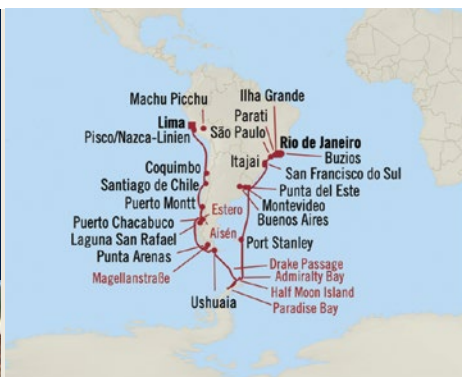 Machu Picchu
Ilha Grande
Parati
Lima
São Paulo
Pisco/Nazca-Linien
Rio de Janeiro
Itajai
Buzios
San Francisco do Sul
Coquimbo
Santiago de Chile
Punta del Este
Puerto Montt
Montevideo
Estero
Buenos Aires
Puerto Chacabuco
Aisén
Laguna San Rafael
Port Stanley
Punta Arenas
Drake Passage
Magellanstraße
Admiralty Bay
Half Moon Island
Ushuaia
Paradise Bay